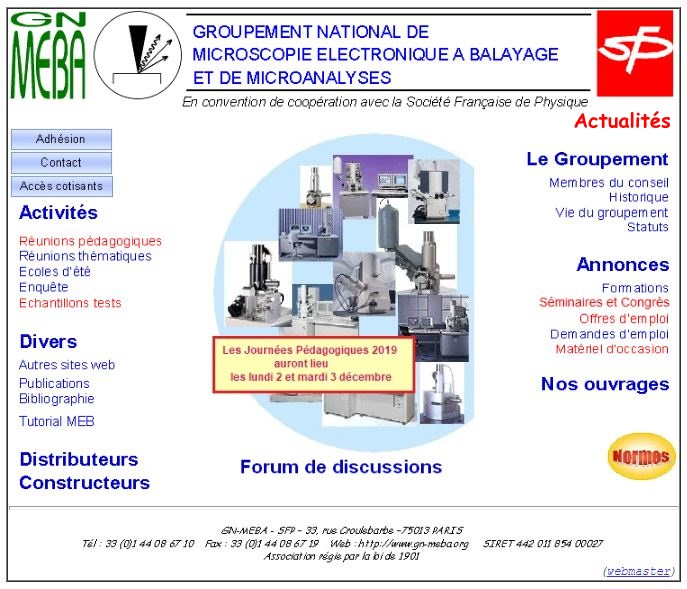 GN
MEBA
GROUPEMENT NATIONAL DE
MICROSCOPIE ELECTRONIQUE A BALAYAGE
ET DE MICROANALYSES
sfp
En convention de coopération avec la Société Française de Physique
Actualités
Adhésion
Contact
Accès cotisants
Activités
Réunions pédagogiques
Réunions thématiques
Ecoles d'été
Enquête
Echantillons tests
Divers
Autres sites web
Publications
Bibliographie
Tutorial MEB
Distributeurs
Constructeurs
Les Journées Pédagogiques 2019
auront lieu
les lundi 2 et mardi 3 décembre
Forum de discussions
Le Groupement
Membres du conseil
Historique
Vie du groupement
Statuts
Annonces
Formations
Séminaires et Congrès
Offres d'emploi
Demandes d'emploi
Matériel d'occasion
Nos ouvrages
Normes
GN-MEBA - SFP - 33, rue Croulebarbe -75013 PARIS
Tél : 33 (0)1 44 08 67 10 Fax : 33 (0)1 44 08 67 19 Web : http://www.gn-meba.org SIRET 442 011 854 00027
Association régie par la loi de 1901
(webmaster)